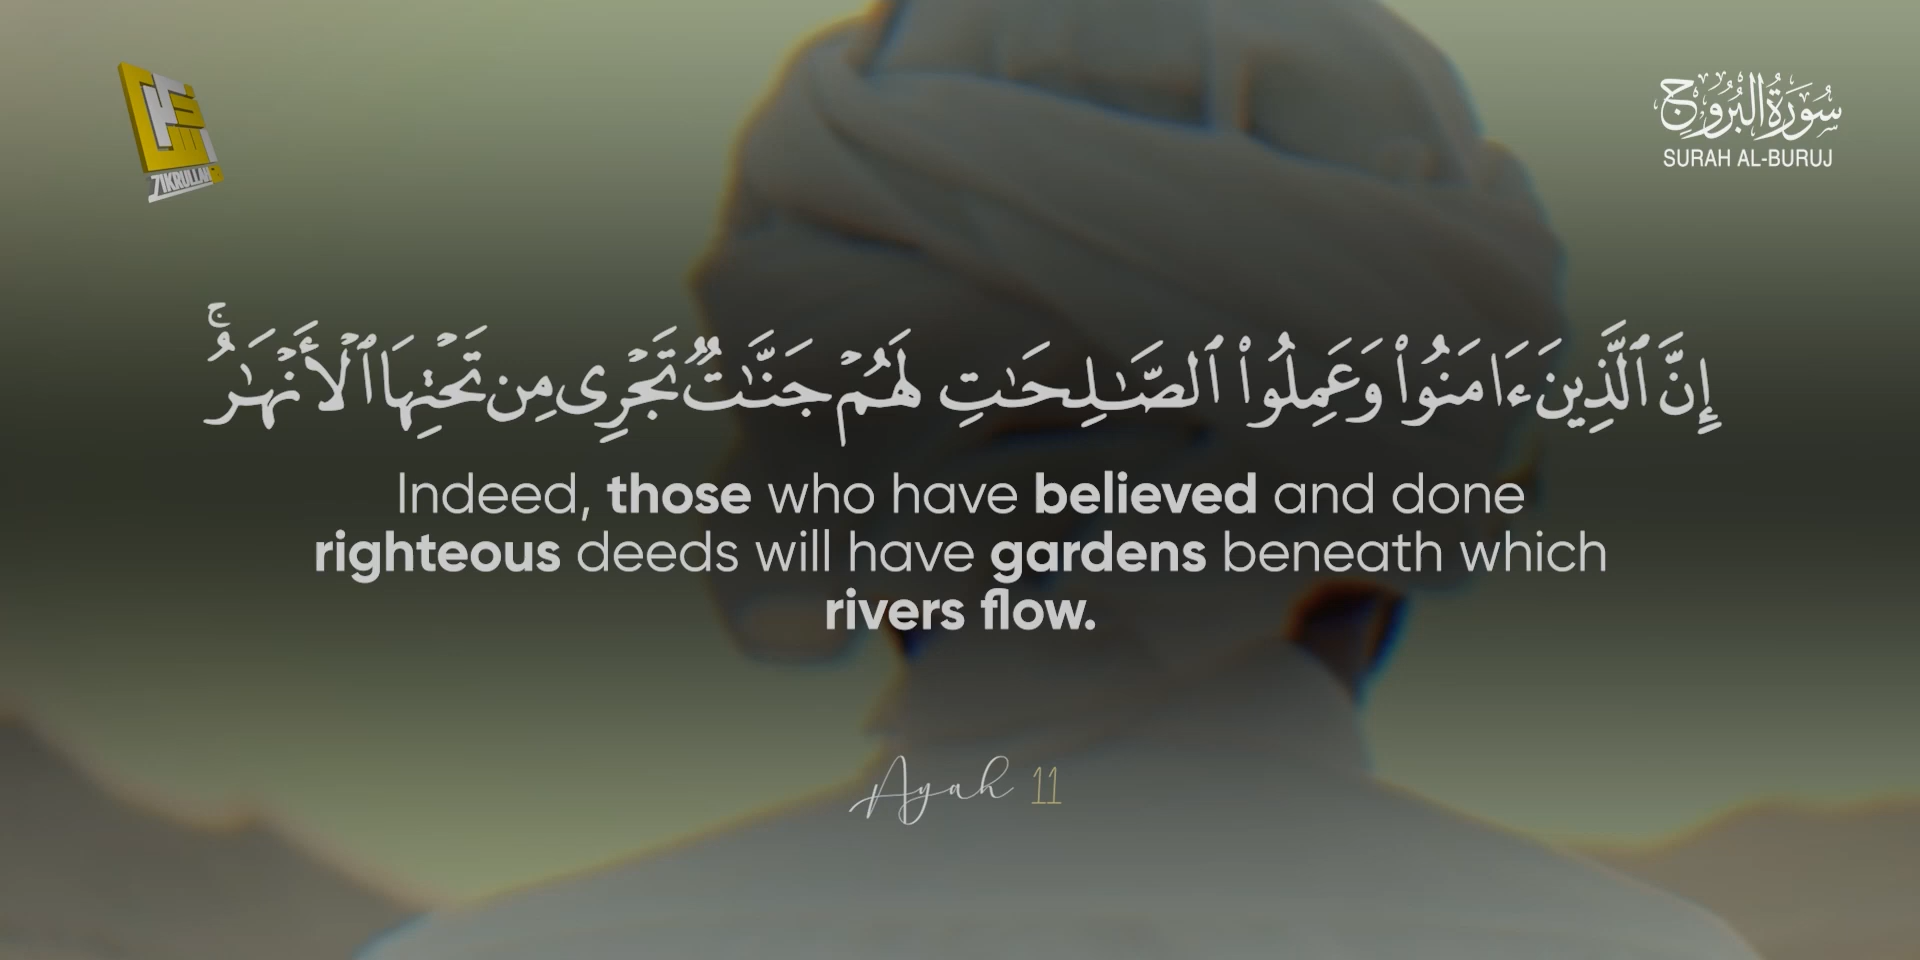 ZIKRULLAH
سُورَةُ البُرُوج
SURAH AL-BURUJ
إِنَّ ٱلَّذِينَ ءَامَنُوا۟ وَعَمِلُوا۟ ٱلصَّـٰلِحَـٰتِ لَهُمْ جَنَّـٰتٌۭ تَجْرِى مِن تَحْتِهَا ٱلْأَنْهَـٰرُ ۚ
Indeed, those who have believed and done
righteous deeds will have gardens beneath which
rivers flow.
Ayah 11